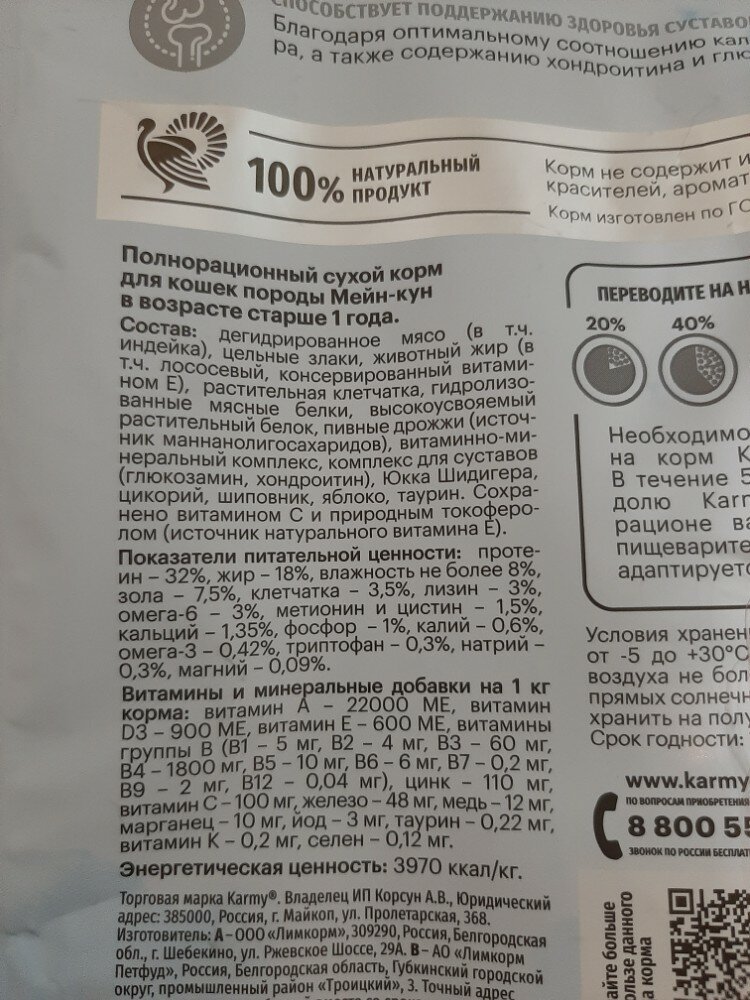 СПОСОБСТВУЕТ ПОДДЕРЖАНИЮ ЗДОРОВЬЯ
Благодаря оптимальному соотношению
ра, а также содержанию хондроитина и
100% НАТУРАЛЬНЫЙ
ПРОДУКТ
Корм не содержит
красителей,
Корм изготовлен по
Полнорационный сухой корм
для кошек породы Мейн-кун
в возрасте старше 1 года.
Состав: дегидрированное мясо (в т.ч.
индейка), цельные злаки, животный жир (в
т.ч. лососевый, консервированный витами-
ном Е), растительная клетчатка, гидролизо-
ванные мясные белки, высокоусвояемый
растительный белок, пивные дрожжи (источ-
ник маннанолигосахаридов), витаминно-ми-
неральный комплекс, комплекс для суставов
(глюкозамин, хондроитин), Юкка Шидигера,
цикорий, шиповник, яблоко, таурин. Сохра-
нено витамином С и природным токоферо-
лом (источник натурального витамина Е).
Показатели питательной ценности: проте-
ин – 32%, жир – 18%, влажность не более 8%,
зола – 7,5%, клетчатка – 3,5%, лизин – 3%,
омега-6 – 3%, метионин и цистин – 1,5%,
кальций – 1,35%, фосфор – 1%, калий – 0,6%,
омега-3 – 0,42%, триптофан – 0,3%, натрий –
0,3%, магний – 0,09%.
Витамины и минеральные добавки на 1 кг
корма: витамин А – 22000 МЕ, витамин
D3 – 900 МЕ, витамин Е – 600 МЕ, витамины
группы В (В1 – 5 мг, В2 – 4 мг, В3 – 60 мг,
В4 – 1800 мг, В5 – 10 мг, В6 – 6 мг, В7 – 0,2 мг,
В9 – 2 мг, В12 – 0,04 мг), цинк – 110 мг,
витамин С – 100 мг, железо – 48 мг, медь – 12 мг,
марганец – 10 мг, йод – 3 мг, таурин – 0,22 мг,
витамин К – 0,2 мг, селен – 0,12 мг.
Энергетическая ценность: 3970 ккал/кг.
Торговая марка Karmy®. Владелец ИП Корсун А.В., Юридический
адрес: 385000, Россия, г. Майкоп, ул. Пролетарская, 368.
Изготовитель: А – ООО «Лимкорм», 309290, Россия, Белгородская
обл., г. Шебекино, ул. Ржевское Шоссе, 29А. В – АО «Лимкорм
Петфуд», Россия, Белгородская область, Губкинский городской
округ, промышленный район «Троицкий», 3. Точный адрес
ПЕРЕВОДИТЕ НА
20% 40%
Необходимо
на корм
В течение
долю
рационе
Условия
от -5 до +30°С
воздуха не
прямых
хранить на
Срок годности:
www.karmy
ПО ВОПРОСАМ ПРИОБРЕТЕНИЯ
8 800 55
ЗВОНОК ПО РОССИИ
больше
данного
корма